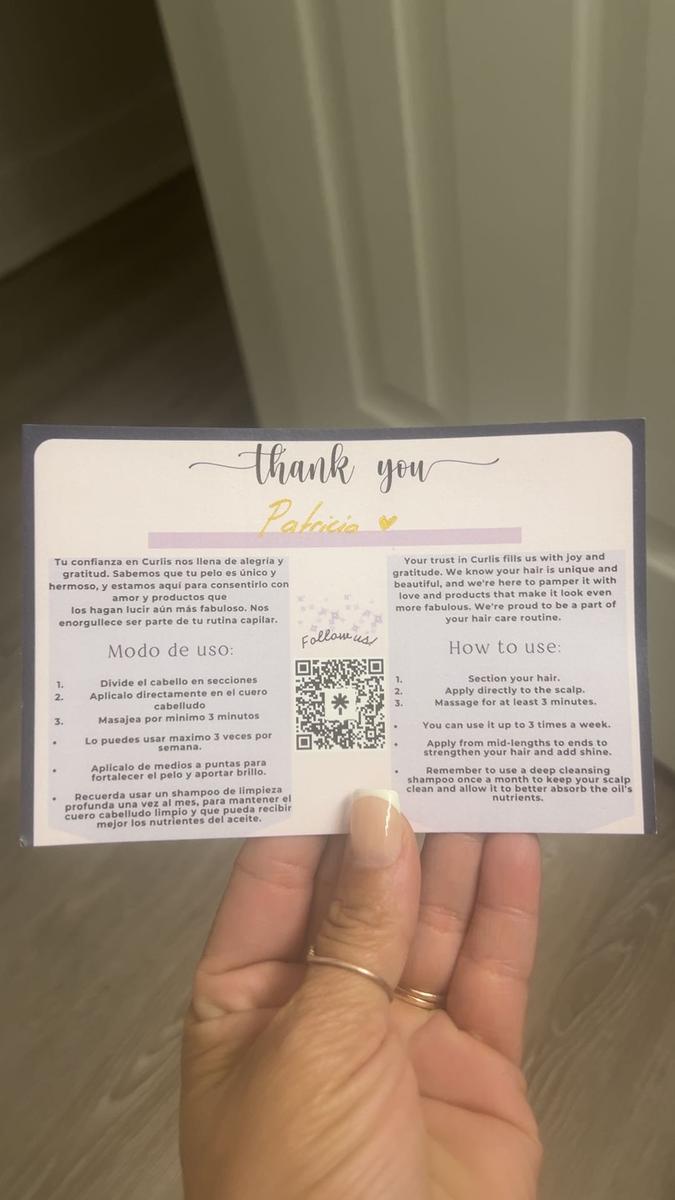 thank you
Patricia
Tu confianza en Curlis nos llena de alegría y
gratitud. Sabemos que tu pelo es único y
hermoso, y estamos aquí para consentirlo con
amor y productos que
los hagan lucir aún más fabuloso. Nos
enorgullece ser parte de tu rutina capilar.
Modo de uso:
1. Divide el cabello en secciones
2. Aplicalo directamente en el cuero
cabelludo
3. Masajea por minimo 3 minutos
• Lo puedes usar maximo 3 veces por
semana.
• Aplicalo de medios a puntas para
fortalecer el pelo y aportar brillo.
• Recuerda usar un shampoo de limpieza
profunda una vez al mes, para mantener el
cuero cabelludo limpio y que pueda recibir
mejor los nutrientes del aceite.
Follow us!
Your trust in Curlis fills us with joy and
gratitude. We know your hair is unique and
beautiful, and we're here to pamper it with
love and products that make it look even
more fabulous. We're proud to be a part of
your hair care routine.
How to use:
1. Section your hair.
2. Apply directly to the scalp.
3. Massage for at least 3 minutes.
• You can use it up to 3 times a week.
• Apply from mid-lengths to ends to
strengthen your hair and add shine.
• Remember to use a deep cleansing
shampoo once a month to keep your scalp
clean and allow it to better absorb the oil's
nutrients.